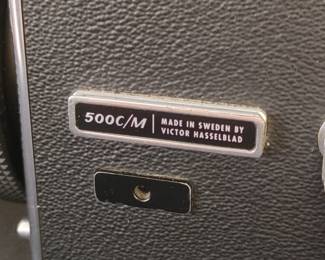 500C/M
MADE IN SWEDEN BY
VICTOR HASSELBLAD